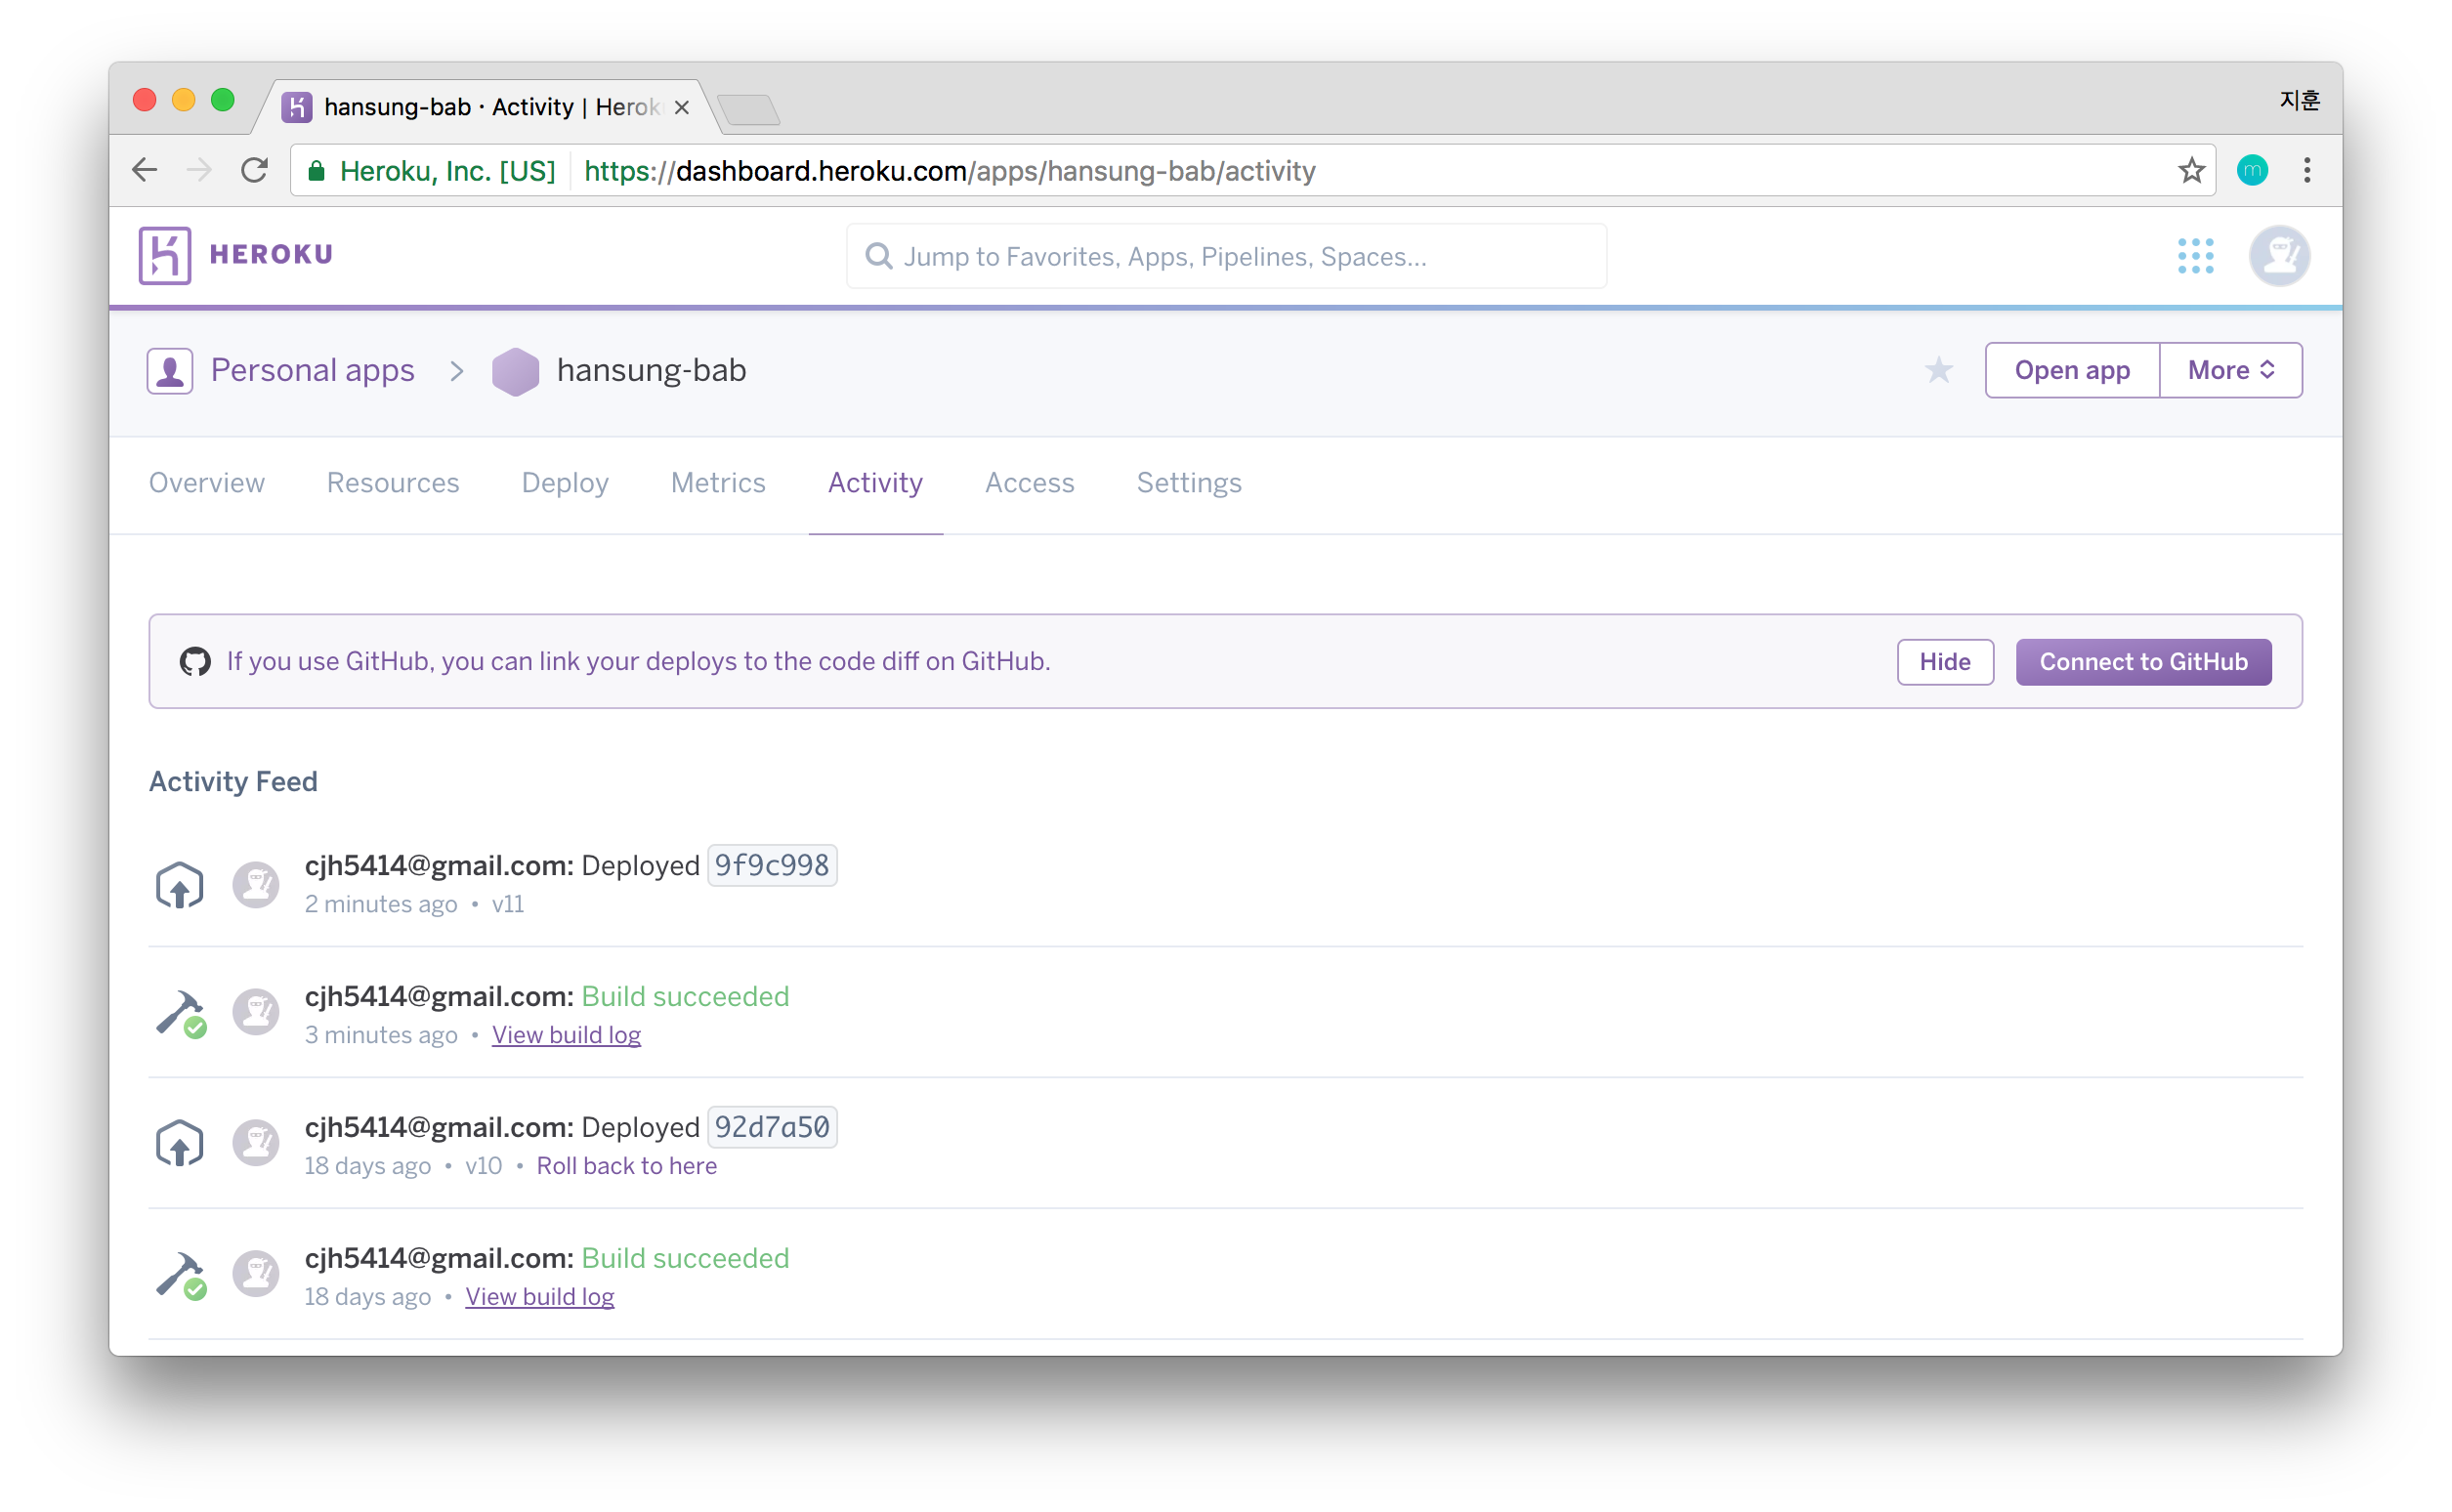 hansung-bab · Activity | Herok
지훈
Heroku, Inc. [US] https://dashboard.heroku.com/apps/hansung-bab/activity
m
HEROKU
Jump to Favorites, Apps, Pipelines, Spaces...
Personal apps > hansung-bab
Open app
More
Overview Resources Deploy Metrics Activity Access Settings
If you use GitHub, you can link your deploys to the code diff on GitHub.
Hide
Connect to GitHub
Activity Feed
cjh5414@gmail.com: Deployed 9f9c998
2 minutes ago • v11
cjh5414@gmail.com: Build succeeded
3 minutes ago • View build log
cjh5414@gmail.com: Deployed 92d7a50
18 days ago • v10 • Roll back to here
cjh5414@gmail.com: Build succeeded
18 days ago • View build log